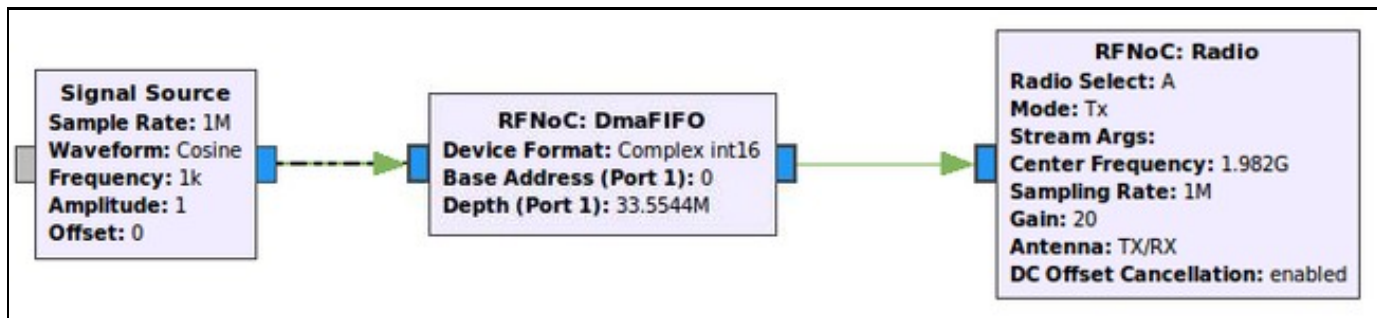 Signal Source
Sample Rate: 1M
Waveform: Cosine
Frequency: 1k
Amplitude: 1
Offset: 0
RFNoC: DmaFIFO
Device Format: Complex int16
Base Address (Port 1): 0
Depth (Port 1): 33.5544M
RFNoC: Radio
Radio Select: A
Mode: Tx
Stream Args:
Center Frequency: 1.982G
Sampling Rate: 1M
Gain: 20
Antenna: TX/RX
DC Offset Cancellation: enabled